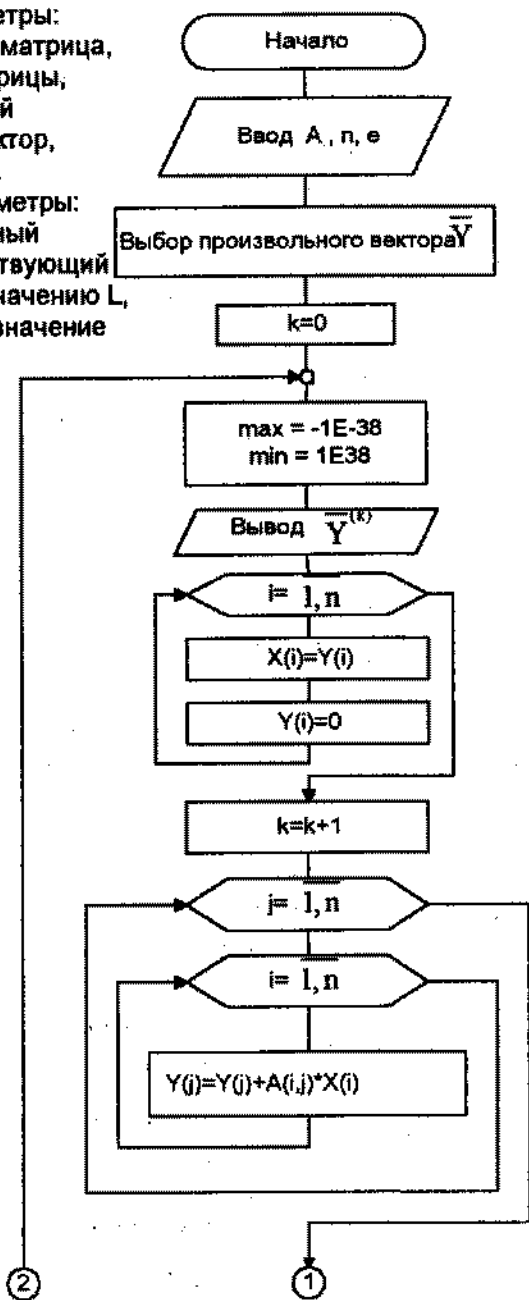 етры:
матрица,
рицы,
й
ктор,
метры:
ный
твующий
начению L,
значение
Начало
Ввод A , n, e
Выбор произвольного вектора Y
k=0
max = -1E-38
min = 1E38
Вывод Y(k)
i= 1,n
X(i)=Y(i)
Y(i)=0
k=k+1
j= 1,n
i= 1,n
Y(j)=Y(j)+A(i,j)*X(i)
2
1